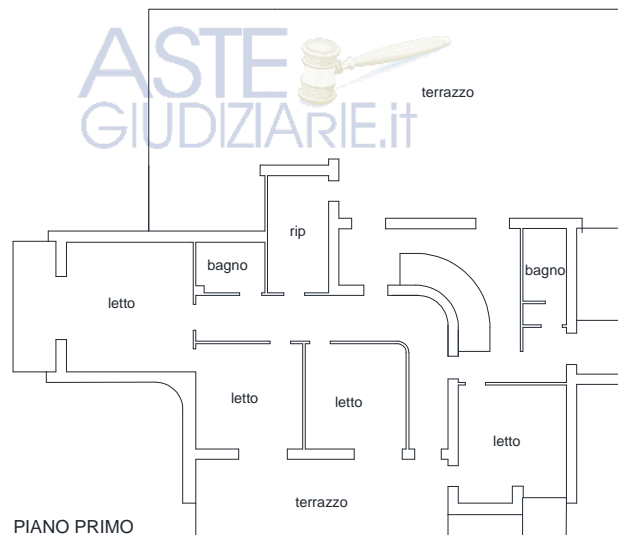 ASTE
GIUDIZIARIE.it
terrazzo
rip
bagno
bagno
letto
letto
letto
letto
terrazzo
PIANO PRIMO